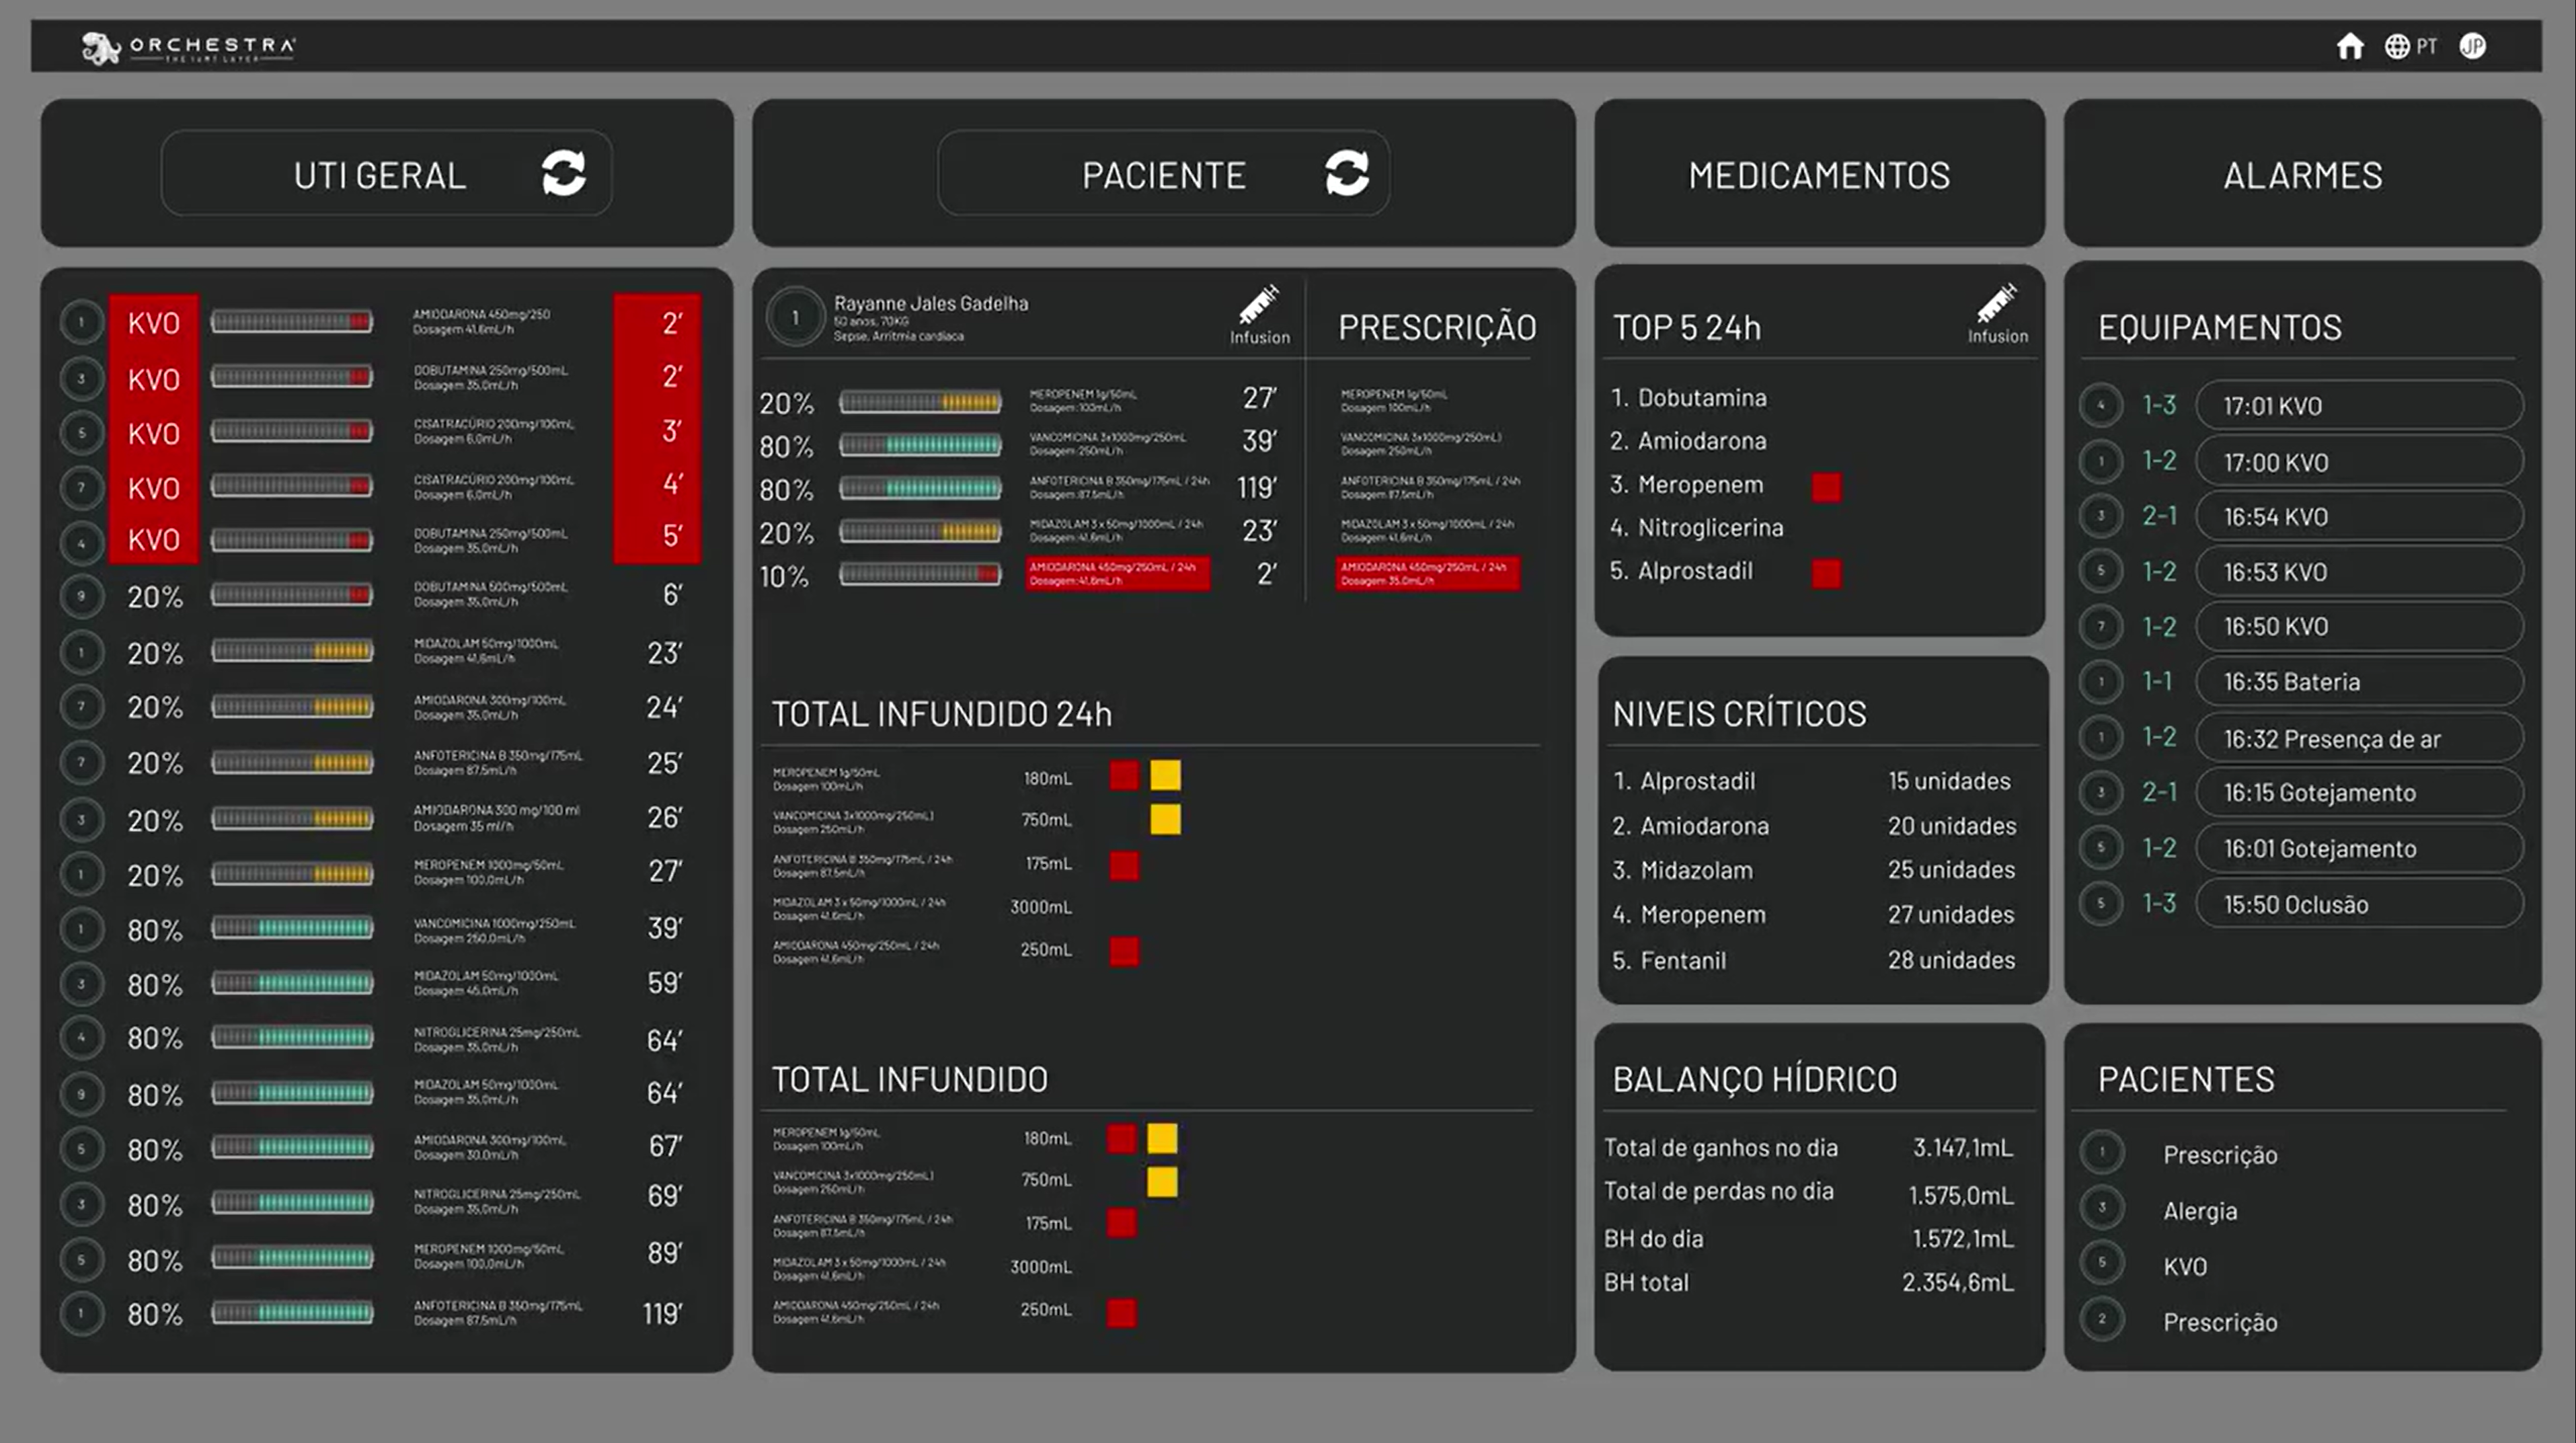 ORCHESTRA
PT
JP
UTI GERAL
PACIENTE
MEDICAMENTOS
ALARMES
1 KVO AMIODARONA 450mg/250 2'
Dosagem 41.6mL/h
3 KVO DOBUTAMINA 250mg/500mL 2'
Dosagem 35.0mL/h
5 KVO CISATRACÚRIO 200mg/100mL 3'
Dosagem 6.0mL/h
7 KVO CISATRACÚRIO 200mg/100mL 4'
Dosagem 6.0mL/h
4 KVO DOBUTAMINA 250mg/500mL 5'
Dosagem 35.0mL/h
9 20% DOBUTAMINA 500mg/500mL 6'
Dosagem 35.0mL/h
1 20% MIDAZOLAM 50mg/1000mL 23'
Dosagem 41.6mL/h
7 20% AMIODARONA 300mg/100mL 24'
Dosagem 35.0mL/h
7 20% ANFOTERICINA B 350mg/175mL 25'
Dosagem 87.5mL/h
3 20% AMIODARONA 300 mg/100 ml 26'
Dosagem 35 ml/h
1 20% MEROPENEM 1000mg/50mL 27'
Dosagem 100.0mL/h
1 80% VANCOMICINA 1000mg/250mL 39'
Dosagem 250.0mL/h
3 80% MIDAZOLAM 50mg/1000mL 59'
Dosagem 45.0mL/h
4 80% NITROGLICERINA 25mg/250mL 64'
Dosagem 35.0mL/h
9 80% MIDAZOLAM 50mg/1000mL 64'
Dosagem 35.0mL/h
5 80% AMIODARONA 300mg/100mL 67'
Dosagem 30.0mL/h
3 80% NITROGLICERINA 25mg/250mL 69'
Dosagem 35.0mL/h
5 80% MEROPENEM 1000mg/50mL 89'
Dosagem 100.0mL/h
1 80% ANFOTERICINA B 350mg/175mL 119'
Dosagem 87.5mL/h
1 Rayanne Jales Gadelha
50 anos, 70KG
Sepse, Arritmia cardíaca
Infusion
PRESCRIÇÃO
20% MEROPENEM 1g/50mL 27' MEROPENEM 1g/50mL
Dosagem:100mL/h Dosagem 100mL/h
80% VANCOMICINA 3x1000mg/250mL 39' VANCOMICINA 3x1000mg/250mL)
Dosagem 250mL/h Dosagem 250mL/h
80% ANFOTERICINA B 350mg/175mL / 24h 119' ANFOTERICINA B 350mg/175mL / 24h
Dosagem:87.5mL/h Dosagem 87.5mL/h
20% MIDAZOLAM 3 x 50mg/1000mL / 24h 23' MIDAZOLAM 3 x 50mg/1000mL / 24h
Dosagem:41.6mL/h Dosagem 41.6mL/h
10% AMIODARONA 450mg/250mL / 24h 2' AMIODARONA 450mg/250mL / 24h
Dosagem:41.6mL/h Dosagem 35.0mL/h
TOTAL INFUNDIDO 24h
MEROPENEM 1g/50mL 180mL
Dosagem 100mL/h
VANCOMICINA 3x1000mg/250mL) 750mL
Dosagem 250mL/h
ANFOTERICINA B 350mg/175mL / 24h 175mL
Dosagem 87.5mL/h
MIDAZOLAM 3 x 50mg/1000mL / 24h 3000mL
Dosagem 41.6mL/h
AMIODARONA 450mg/250mL / 24h 250mL
Dosagem 41.6mL/h
TOTAL INFUNDIDO
MEROPENEM 1g/50mL 180mL
Dosagem 100mL/h
VANCOMICINA 3x1000mg/250mL) 750mL
Dosagem 250mL/h
ANFOTERICINA B 350mg/175mL / 24h 175mL
Dosagem 87.5mL/h
MIDAZOLAM 3 x 50mg/1000mL / 24h 3000mL
Dosagem 41.6mL/h
AMIODARONA 450mg/250mL / 24h 250mL
Dosagem 41.6mL/h
TOP 5 24h
Infusion
1. Dobutamina
2. Amiodarona
3. Meropenem
4. Nitroglicerina
5. Alprostadil
NIVEIS CRÍTICOS
1. Alprostadil 15 unidades
2. Amiodarona 20 unidades
3. Midazolam 25 unidades
4. Meropenem 27 unidades
5. Fentanil 28 unidades
BALANÇO HÍDRICO
Total de ganhos no dia 3.147,1mL
Total de perdas no dia 1.575,0mL
BH do dia 1.572,1mL
BH total 2.354,6mL
EQUIPAMENTOS
4 1-3 17:01 KVO
1 1-2 17:00 KVO
3 2-1 16:54 KVO
5 1-2 16:53 KVO
7 1-2 16:50 KVO
1 1-1 16:35 Bateria
1 1-2 16:32 Presença de ar
3 2-1 16:15 Gotejamento
5 1-2 16:01 Gotejamento
5 1-3 15:50 Oclusão
PACIENTES
1 Prescrição
3 Alergia
5 KVO
2 Prescrição